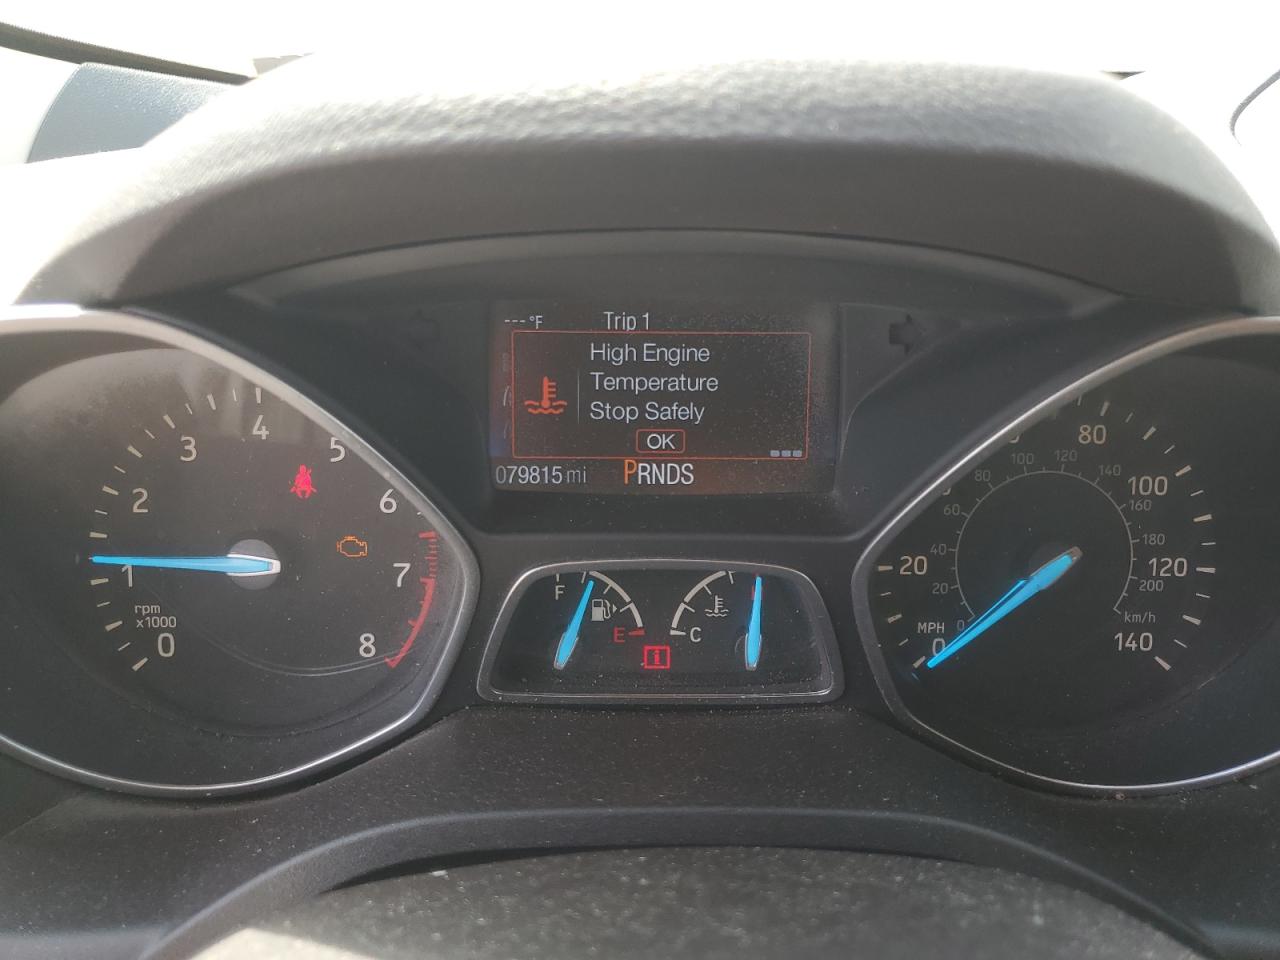 ---°F Trip 1
High Engine
Temperature
Stop Safely
OK
079815 mi PRNDS
0 1 2 3 4 5 6 7 8
rpm
x1000
F E
C
i
0 20 80 100 120 140
MPH
0 20 40 60 80 100 120 140 160 180 200
km/h